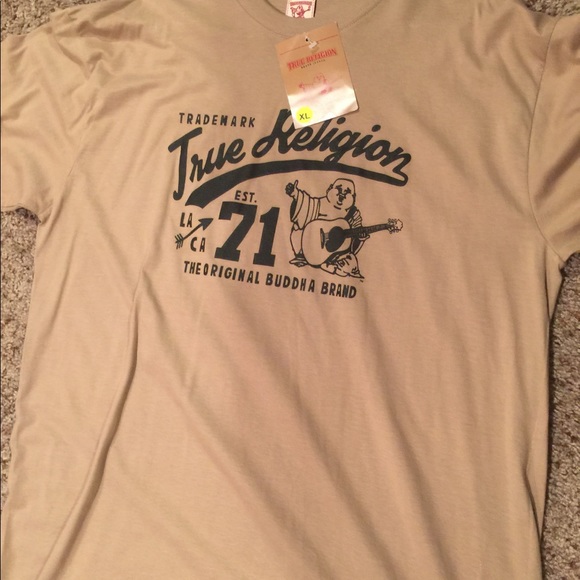 TRUE RELIGION
XL
TRADEMARK
True Religion
EST.
LA 71
CA
THE ORIGINAL BUDDHA BRAND